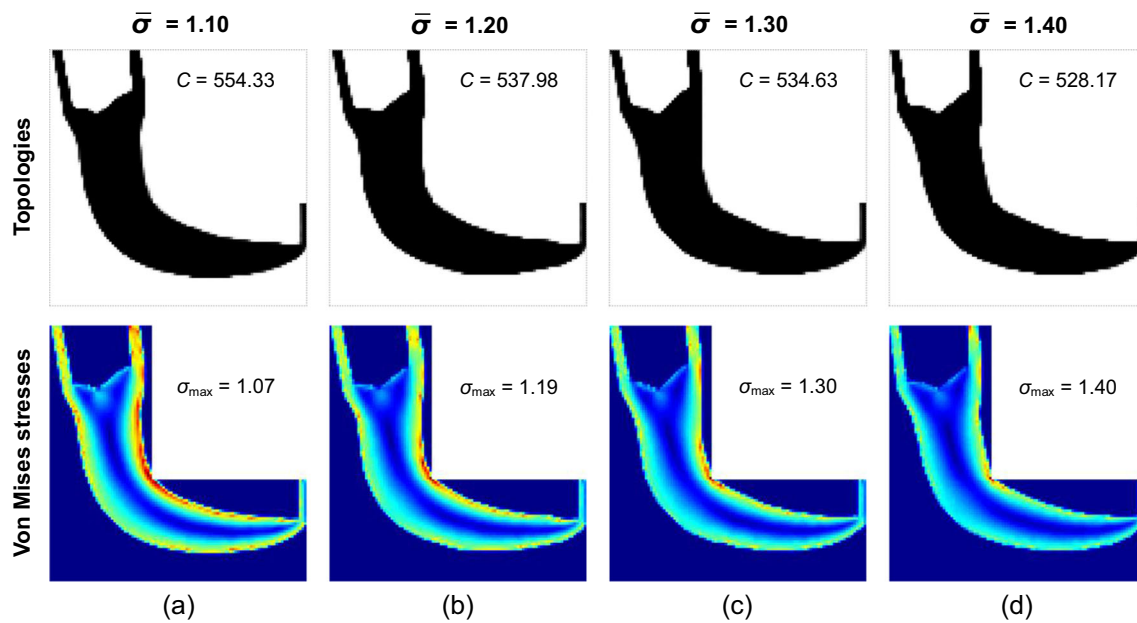 σ̅ = 1.10
σ̅ = 1.20
σ̅ = 1.30
σ̅ = 1.40
Topologies
C = 554.33
C = 537.98
C = 534.63
C = 528.17
Von Mises stresses
σmax = 1.07
σmax = 1.19
σmax = 1.30
σmax = 1.40
(a)
(b)
(c)
(d)